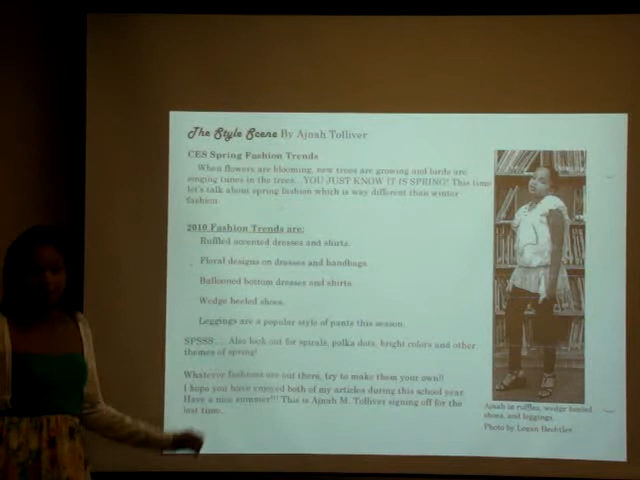 The Style Scene By Ajnah Tolliver
CES Spring Fashion Trends
When flowers are blooming, new trees are growing and birds are
singing tunes in the trees...YOU JUST KNOW IT IS SPRING! This time
let's talk about spring fashion which is way different than winter
fashion.
2010 Fashion Trends are:
Ruffled accented dresses and shirts.
Floral designs on dresses and handbags.
Ballooned bottom dresses and shirts.
Wedge heeled shoes.
Leggings are a popular style of pants this season.
SPSSS.... Also look out for spirals, polka dots, bright colors and other
themes of spring!
Whatever fashions are out there, try to make them your own!!
I hope you have enjoyed both of my articles during this school year.
Have a nice summer!!! This is Ajnah M. Tolliver signing off for the
last time.
Ajnah in ruffles, wedge heeled
shoes, and leggings.
Photo by Logan Bechtler